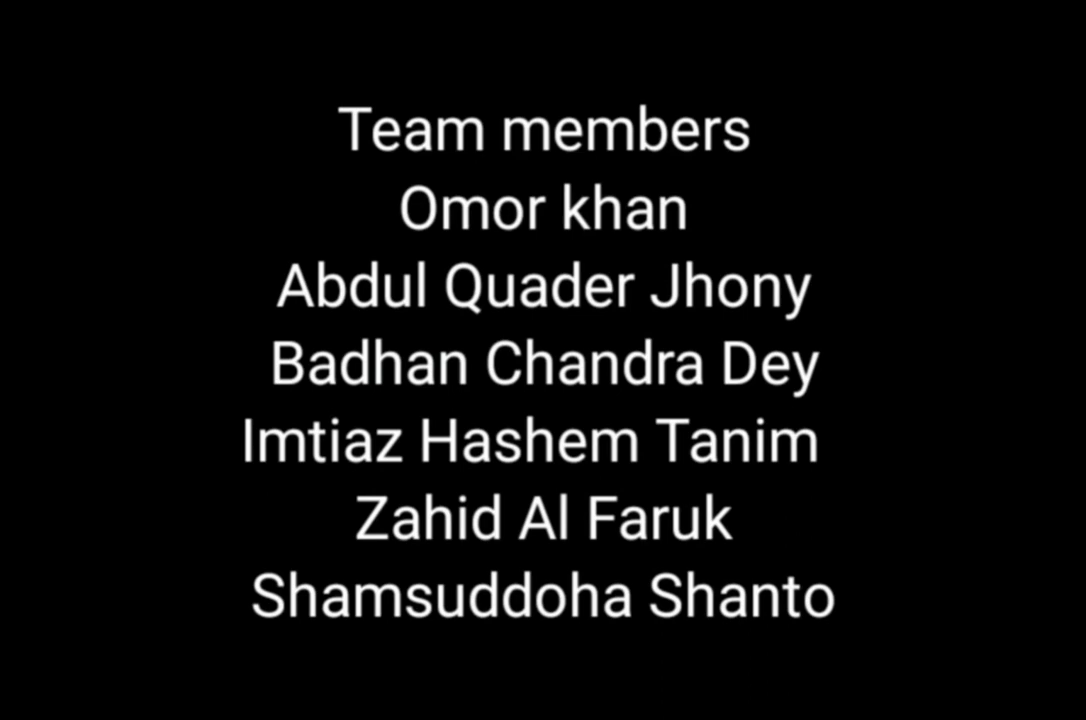 Team members
Omor khan
Abdul Quader Jhony
Badhan Chandra Dey
Imtiaz Hashem Tanim
Zahid Al Faruk
Shamsuddoha Shanto